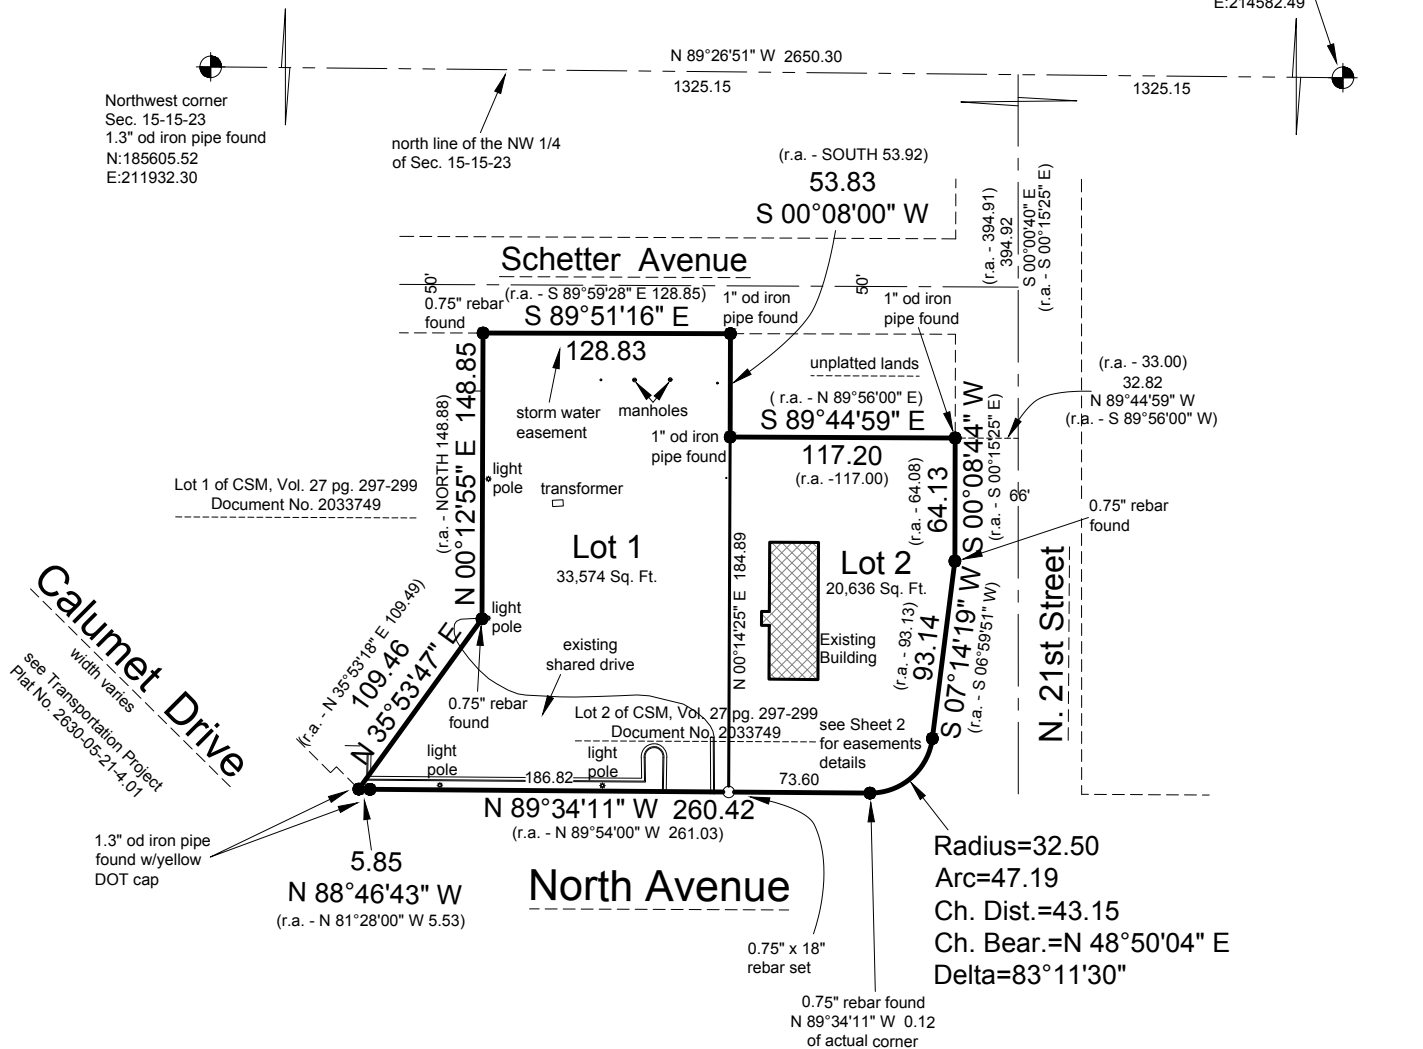 E:214582.49
N 89°26'51" W 2650.30
1325.15
1325.15
Northwest corner
Sec. 15-15-23
1.3" od iron pipe found
N:185605.52
E:211932.30
north line of the NW 1/4
of Sec. 15-15-23
(r.a. - SOUTH 53.92)
53.83
S 00°08'00" W
(r.a. - 394.91)
394.92
S 00°00'40" E
(r.a. - S 00°15'25" E)
Schetter Avenue
50'
50'
(r.a. - S 89°59'28" E 128.85)
S 89°51'16" E
128.83
0.75" rebar
found
1" od iron
pipe found
1" od iron
pipe found
unplatted lands
(r.a. - 33.00)
32.82
N 89°44'59" W
(r.a. - S 89°56'00" W)
( r.a. - N 89°56'00" E)
S 89°44'59" E
117.20
(r.a. -117.00)
storm water
easement
manholes
1" od iron
pipe found
(r.a. - NORTH 148.88)
N 00°12'55" E 148.85
light
pole
transformer
Lot 1 of CSM, Vol. 27 pg. 297-299
Document No. 2033749
(r.a. - 64.08)
64.13
S 00°08'44" W
(r.a. - S 00°15'25" E)
66'
0.75" rebar
found
Lot 1
33,574 Sq. Ft.
N 00°14'25" E 184.89
Lot 2
20,636 Sq. Ft.
Existing
Building
(r.a. - 93.13)
93.14
S 07°14'19" W
(r.a. - S 06°59'51" W)
N. 21st Street
Calumet Drive
width varies
see Transportation Project
Plat No. 2630-05-21-4.01
(r.a. - N 35°53'18" E 109.49)
109.46
N 35°53'47" E
light
pole
existing
shared drive
0.75" rebar
found
Lot 2 of CSM, Vol. 27 pg. 297-299
Document No. 2033749
see Sheet 2
for easements
details
light
pole
light
pole
186.82
73.60
N 89°34'11" W 260.42
(r.a. - N 89°54'00" W 261.03)
1.3" od iron pipe
found w/yellow
DOT cap
5.85
N 88°46'43" W
(r.a. - N 81°28'00" W 5.53)
North Avenue
Radius=32.50
Arc=47.19
Ch. Dist.=43.15
Ch. Bear.=N 48°50'04" E
Delta=83°11'30"
0.75" x 18"
rebar set
0.75" rebar found
N 89°34'11" W 0.12
of actual corner